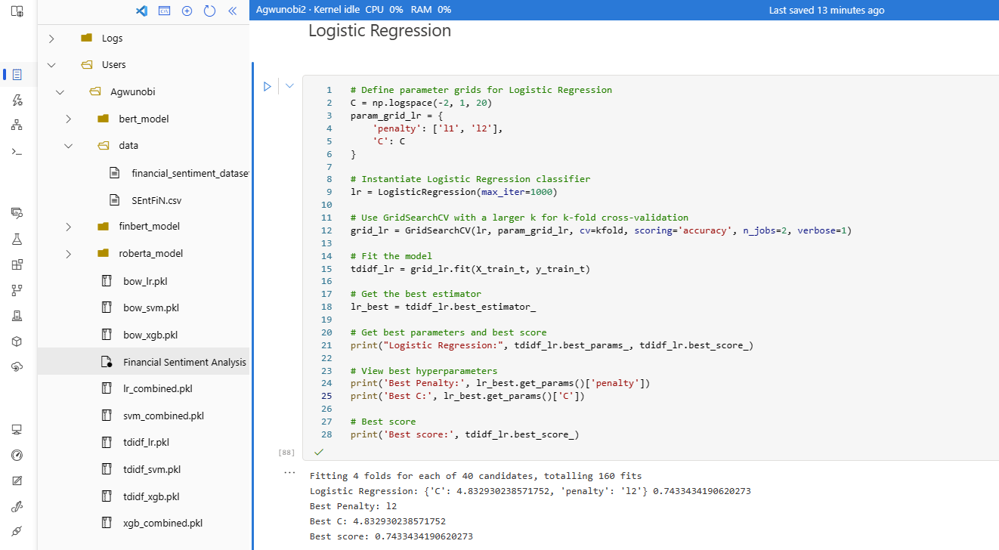 Agwunobi2 · Kernel idle CPU 0% RAM 0%
Last saved 13 minutes ago
Logs
Users
Agwunobi
bert_model
data
financial_sentiment_datase
SEntFiN.csv
finbert_model
roberta_model
bow_lr.pkl
bow_svm.pkl
bow_xgb.pkl
Financial Sentiment Analysis
lr_combined.pkl
svm_combined.pkl
tdidf_lr.pkl
tdidf_svm.pkl
tdidf_xgb.pkl
xgb_combined.pkl
Logistic Regression
1 # Define parameter grids for Logistic Regression
2 C = np.logspace(-2, 1, 20)
3 param_grid_lr = {
4     'penalty': ['l1', 'l2'],
5     'C': C
6 }
7
8 # Instantiate Logistic Regression classifier
9 lr = LogisticRegression(max_iter=1000)
10
11 # Use GridSearchCV with a larger k for k-fold cross-validation
12 grid_lr = GridSearchCV(lr, param_grid_lr, cv=kfold, scoring='accuracy', n_jobs=2, verbose=1)
13
14 # Fit the model
15 tdidf_lr = grid_lr.fit(X_train_t, y_train_t)
16
17 # Get the best estimator
18 lr_best = tdidf_lr.best_estimator_
19
20 # Get best parameters and best score
21 print("Logistic Regression:", tdidf_lr.best_params_, tdidf_lr.best_score_)
22
23 # View best hyperparameters
24 print('Best Penalty:', lr_best.get_params()['penalty'])
25 print('Best C:', lr_best.get_params()['C'])
26
27 # Best score
28 print('Best score:', tdidf_lr.best_score_)
[88]
...
Fitting 4 folds for each of 40 candidates, totalling 160 fits
Logistic Regression: {'C': 4.832930238571752, 'penalty': 'l2'} 0.7433434190620273
Best Penalty: l2
Best C: 4.832930238571752
Best score: 0.7433434190620273